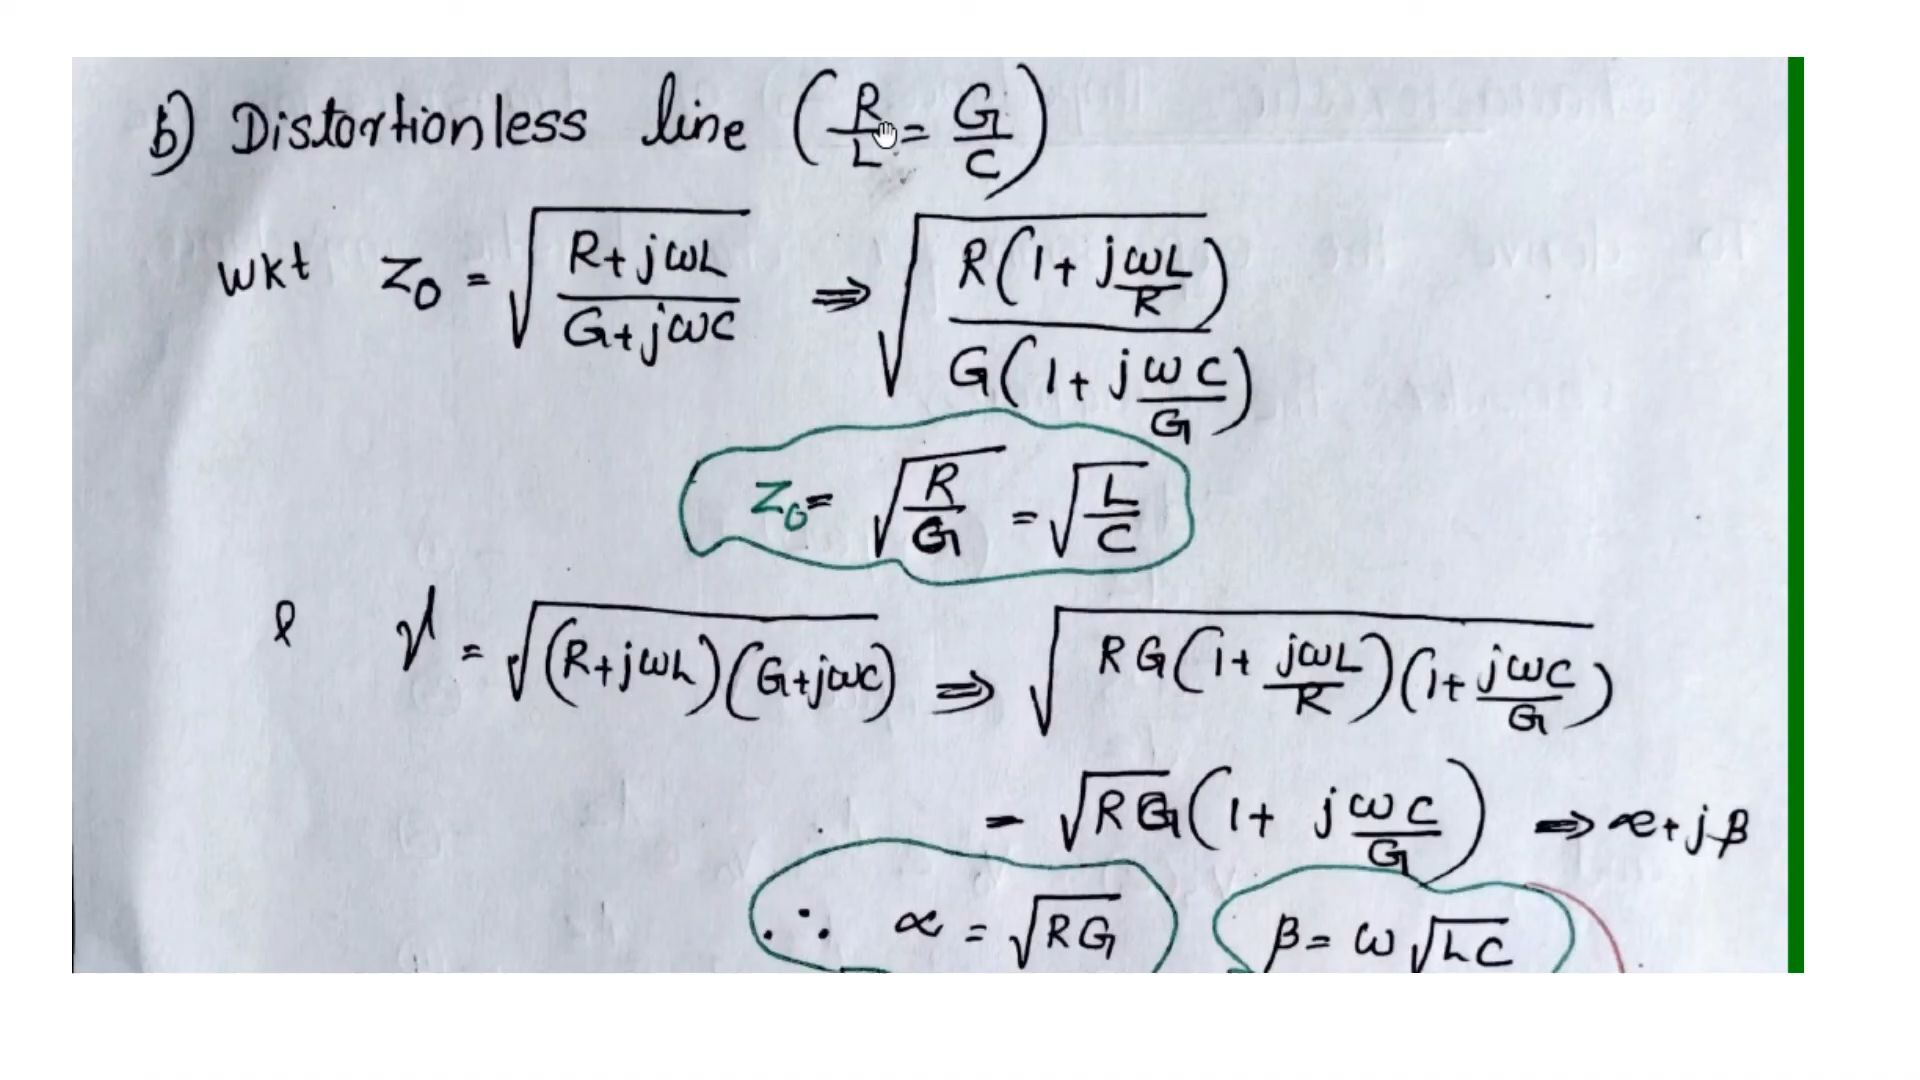 b) Distortionless line (R/L = G/C)
wkt Z₀ = √((R+jωL)/(G+jωC)) ⇒ √(R(1+jωL/R)/G(1+jωC/G))
Z₀ = √(R/G) = √(L/C)
& γ = √((R+jωL)(G+jωC)) ⇒ √(RG(1+jωL/R)(1+jωC/G))
= √RG(1+jωC/G) ⇒ α+jβ
∴ α = √RG β = ω√LC